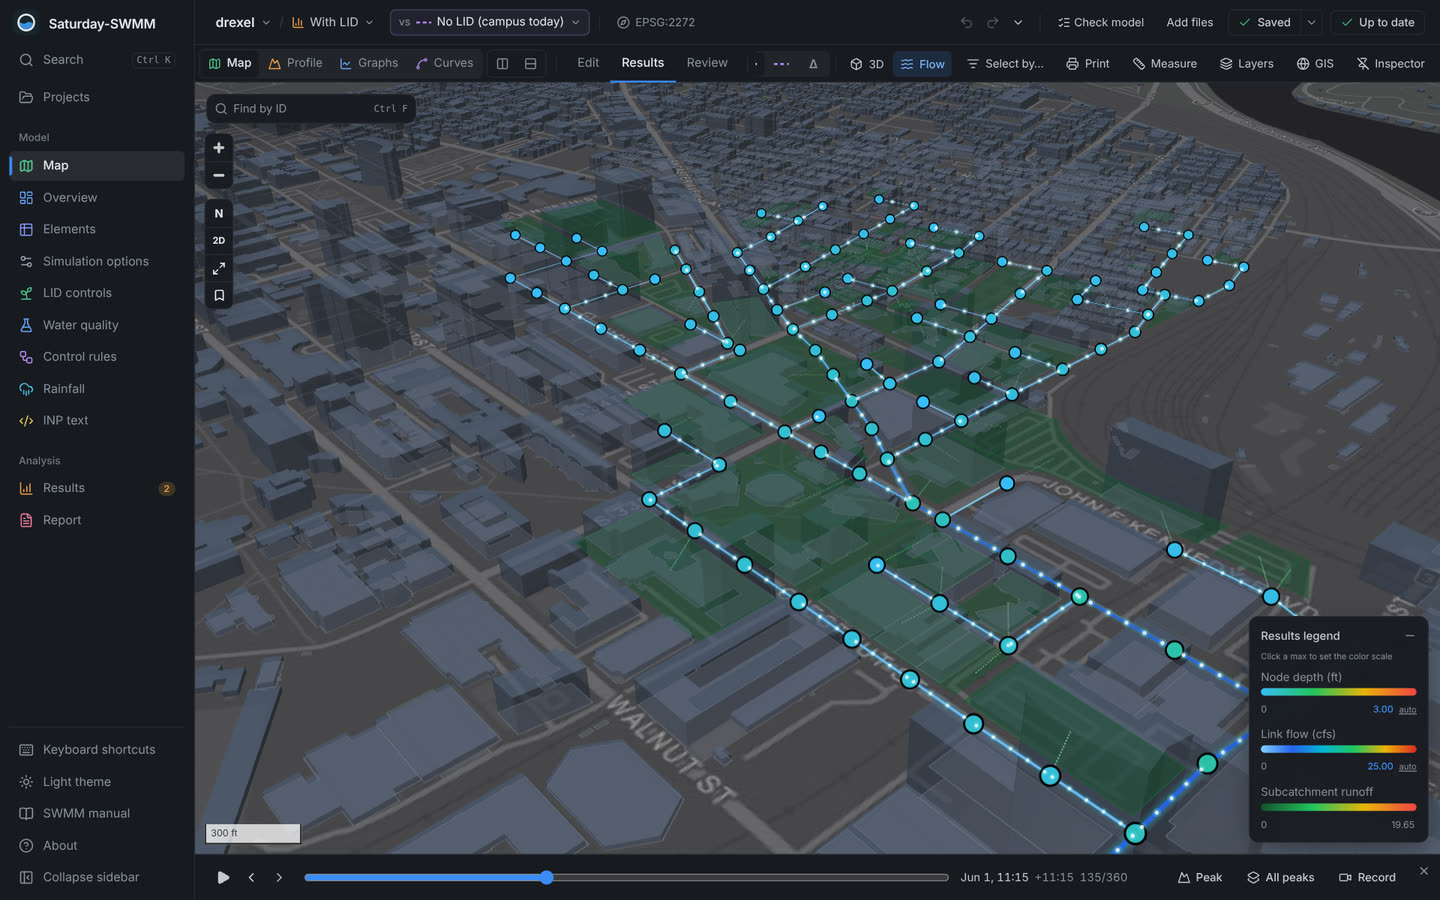 Saturday-SWMM
drexel
With LID
VS
No LID (campus today)
EPSG:2272
Check model
Add files
Saved
Up to date
Search
Ctrl K
Projects
Model
Map
Overview
Elements
Simulation options
LID controls
Water quality
Control rules
Rainfall
INP text
Analysis
Results
2
Report
Keyboard shortcuts
Light theme
SWMM manual
About
Collapse sidebar
Map
Profile
Graphs
Curves
Edit
Results
Review
Δ
3D
Flow
Select by...
Print
Measure
Layers
GIS
Inspector
Find by ID
Ctrl F
+
−
N
2D
WALNUT ST
300 ft
Results legend
Click a max to set the color scale
Node depth (ft)
0 3.00 auto
Link flow (cfs)
0 25.00 auto
Subcatchment runoff
0 19.65
Jun 1, 11:15 +11:15 135/360
Peak
All peaks
Record